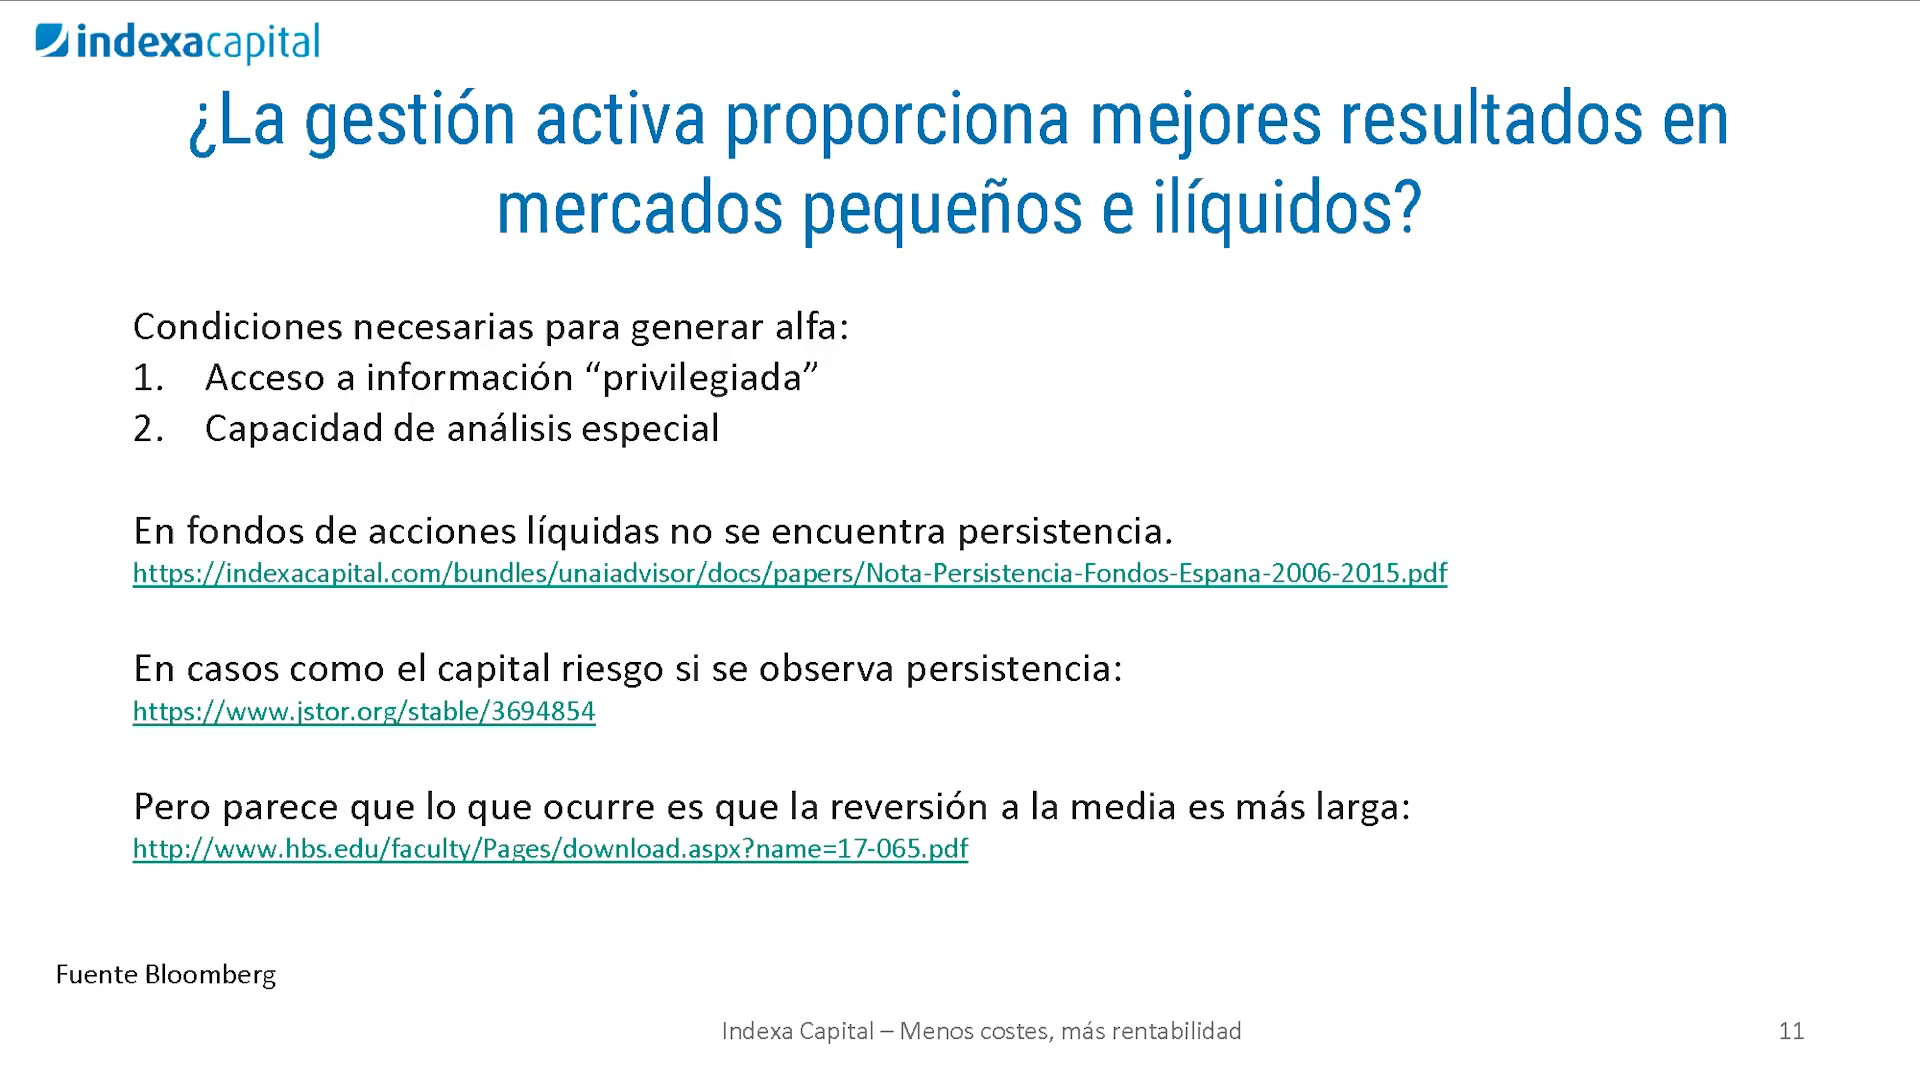 indexacapital
¿La gestión activa proporciona mejores resultados en
mercados pequeños e ilíquidos?
Condiciones necesarias para generar alfa:
1. Acceso a información “privilegiada”
2. Capacidad de análisis especial
En fondos de acciones líquidas no se encuentra persistencia.
https://indexacapital.com/bundles/unaiadvisor/docs/papers/Nota-Persistencia-Fondos-Espana-2006-2015.pdf
En casos como el capital riesgo si se observa persistencia:
https://www.jstor.org/stable/3694854
Pero parece que lo que ocurre es que la reversión a la media es más larga:
http://www.hbs.edu/faculty/Pages/download.aspx?name=17-065.pdf
Fuente Bloomberg
Indexa Capital – Menos costes, más rentabilidad
11